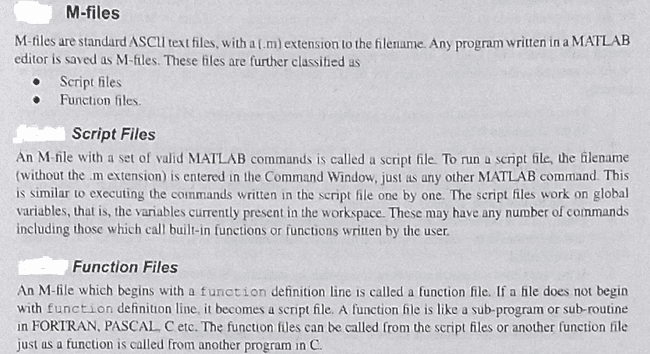 M-files
M-files are standard ASCII text files, with a (.m) extension to the filename. Any program written in a MATLAB
editor is saved as M-files. These files are further classified as
• Script files
• Function files.
Script Files
An M-file with a set of valid MATLAB commands is called a script file. To run a script file, the filename
(without the .m extension) is entered in the Command Window, just as any other MATLAB command. This
is similar to executing the commands written in the script file one by one. The script files work on global
variables, that is, the variables currently present in the workspace. These may have any number of commands
including those which call built-in functions or functions written by the user.
Function Files
An M-file which begins with a function definition line is called a function file. If a file does not begin
with function definition line, it becomes a script file. A function file is like a sub-program or sub-routine
in FORTRAN, PASCAL, C etc. The function files can be called from the script files or another function file
just as a function is called from another program in C.